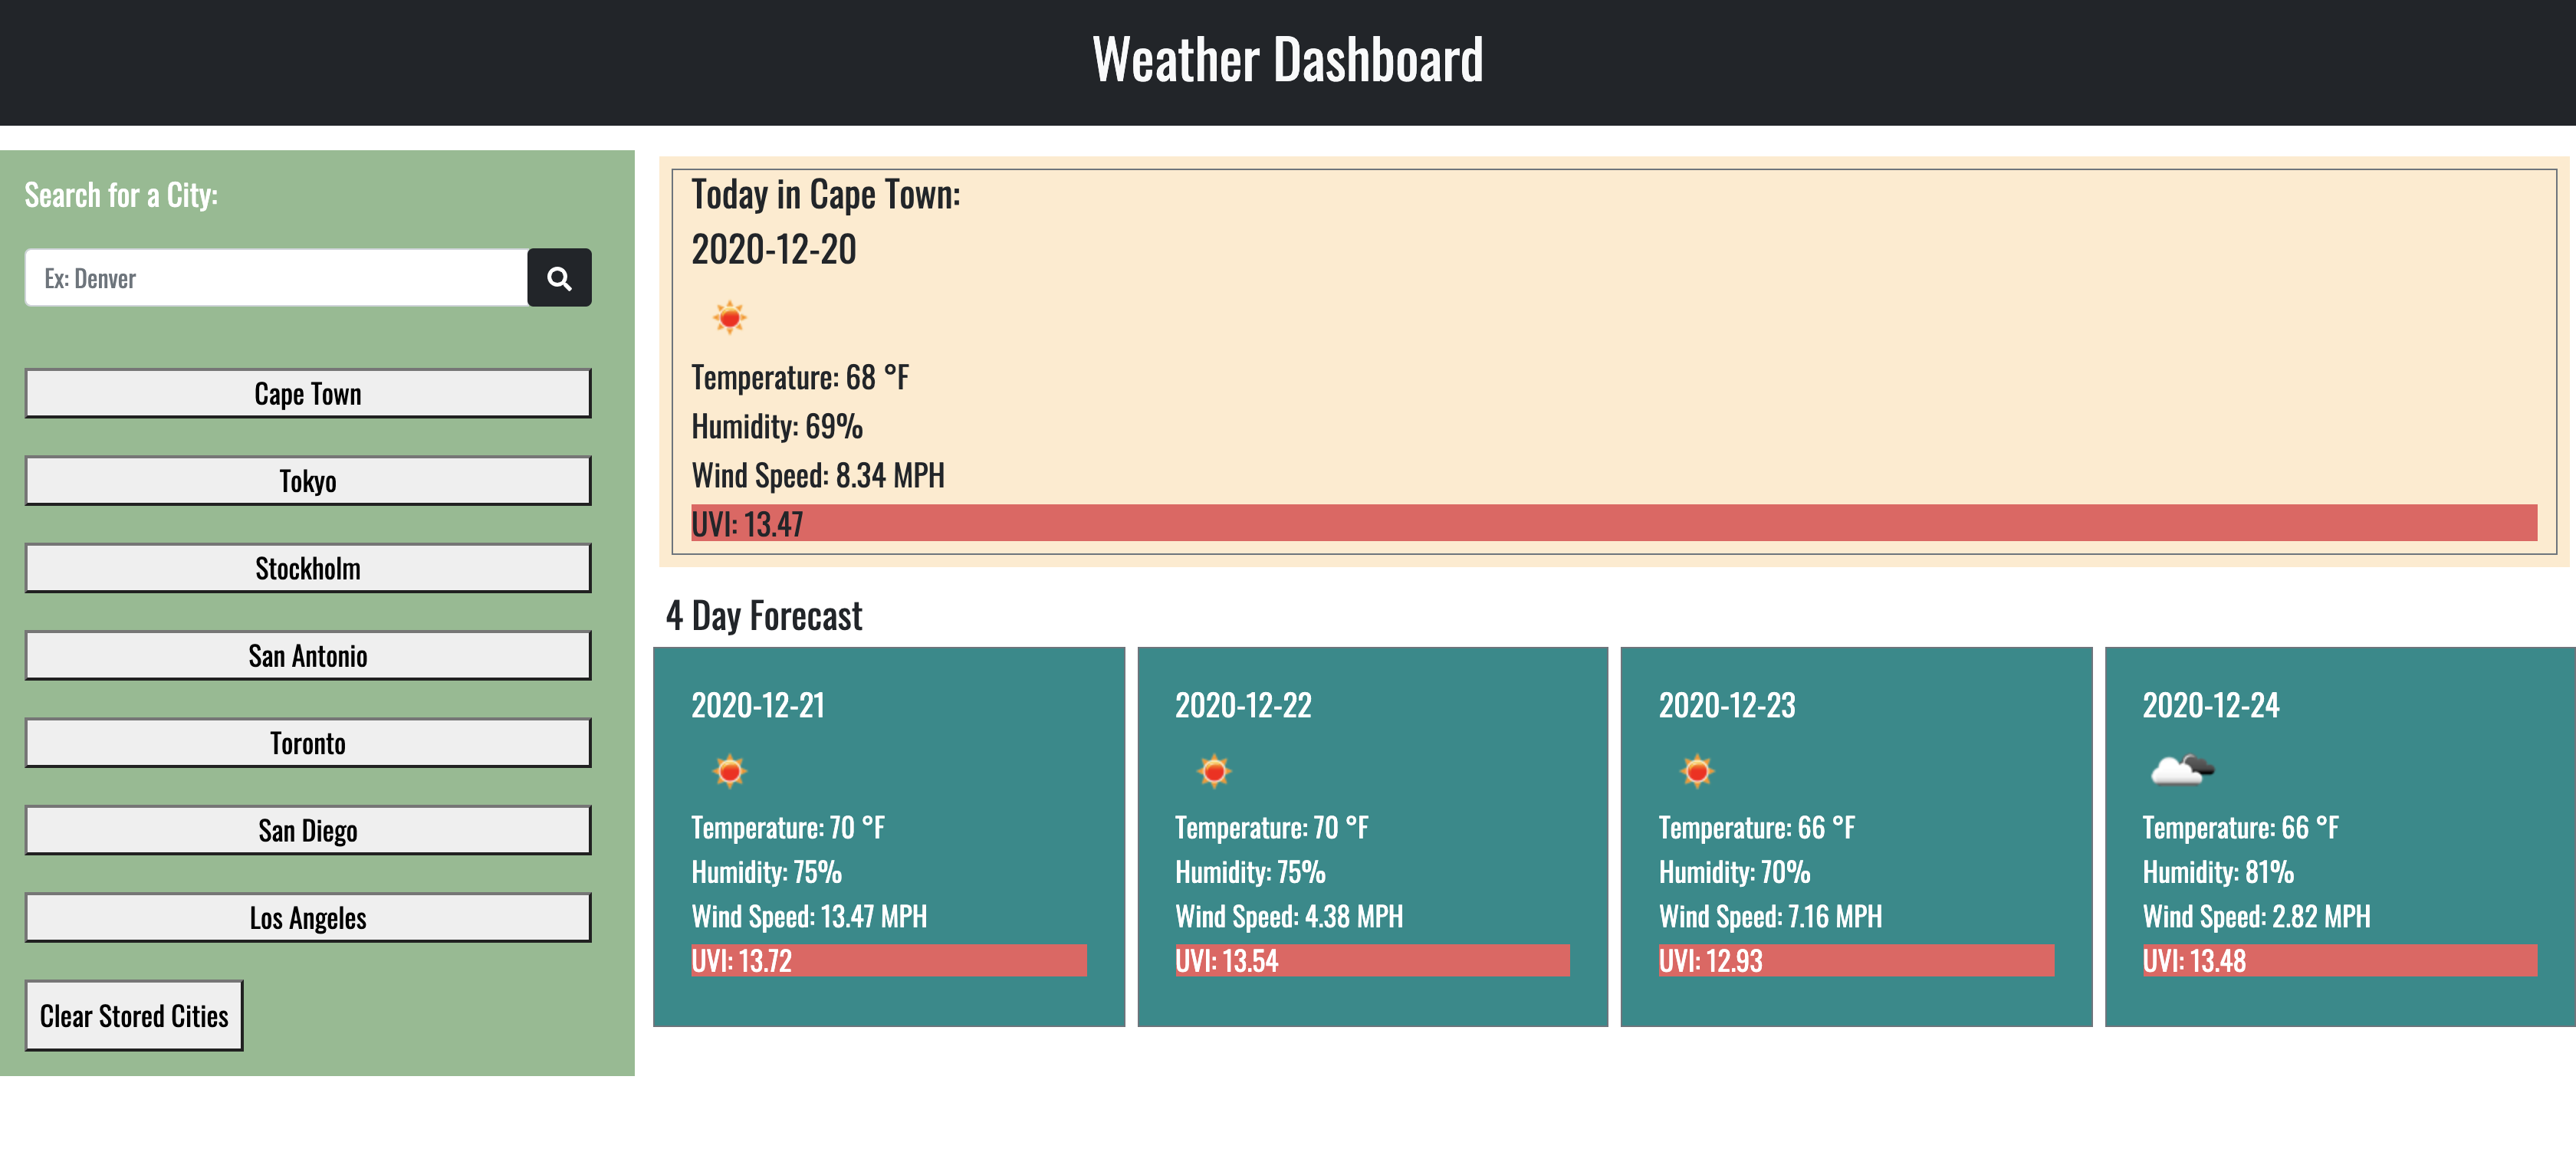 Weather Dashboard
Search for a City:
Ex: Denver
Cape Town
Tokyo
Stockholm
San Antonio
Toronto
San Diego
Los Angeles
Clear Stored Cities
Today in Cape Town:
2020-12-20
Temperature: 68 °F
Humidity: 69%
Wind Speed: 8.34 MPH
UVI: 13.47
4 Day Forecast
2020-12-21
Temperature: 70 °F
Humidity: 75%
Wind Speed: 13.47 MPH
UVI: 13.72
2020-12-22
Temperature: 70 °F
Humidity: 75%
Wind Speed: 4.38 MPH
UVI: 13.54
2020-12-23
Temperature: 66 °F
Humidity: 70%
Wind Speed: 7.16 MPH
UVI: 12.93
2020-12-24
Temperature: 66 °F
Humidity: 81%
Wind Speed: 2.82 MPH
UVI: 13.48